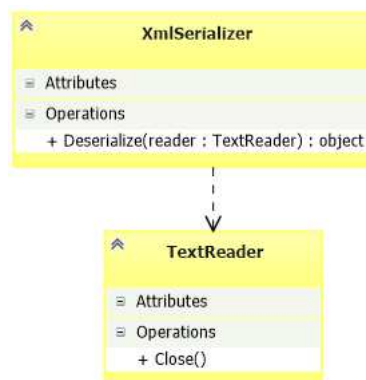 XmlSerializer
Attributes
Operations
+ Deserialize(reader : TextReader) : object
TextReader
Attributes
Operations
+ Close()